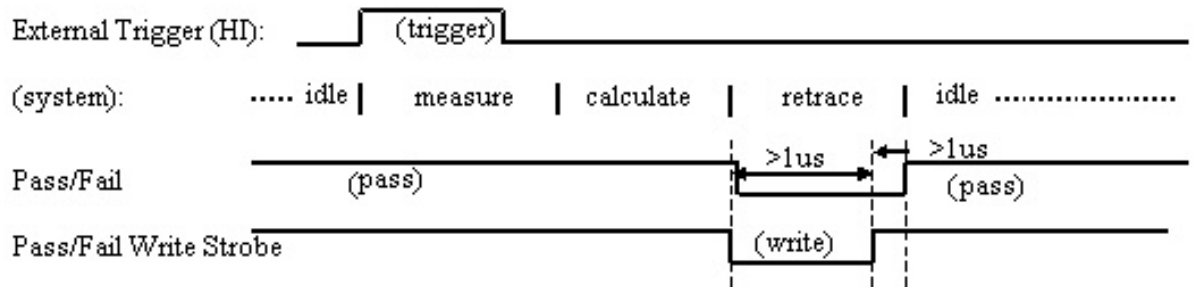 External Trigger (HI): (trigger)
(system): ..... idle measure calculate retrace idle ......................
Pass/Fail (pass) >1us >1us (pass)
Pass/Fail Write Strobe (write)